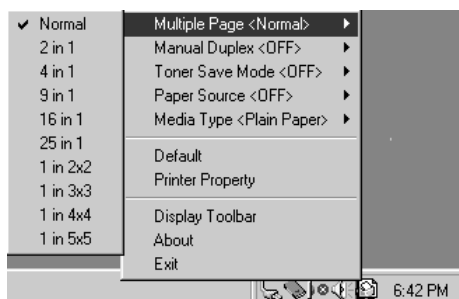 Normal
2 in 1
4 in 1
9 in 1
16 in 1
25 in 1
1 in 2x2
1 in 3x3
1 in 4x4
1 in 5x5
Multiple Page <Normal>
Manual Duplex <OFF>
Toner Save Mode <OFF>
Paper Source <OFF>
Media Type <Plain Paper>
Default
Printer Property
Display Toolbar
About
Exit
6:42 PM